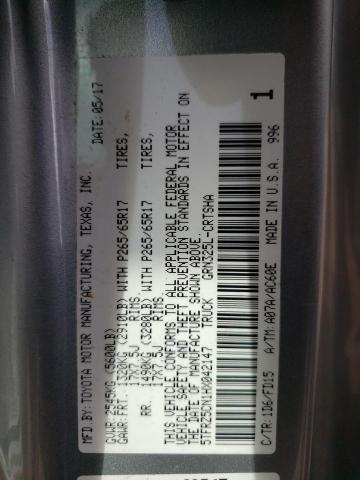 MFD.BY:TOYOTA MOTOR MANUFACTURING, TEXAS, INC.
DATE:05/17
GVWR:2545KG (5600LB)
GAWR:FRT. 1320KG (2910LB) WITH P265/65R17 TIRES,
17X7.5J RIMS,
RR. 1490KG (3280LB) WITH P265/65R17 TIRES,
17X7.5J RIMS.
THIS VEHICLE CONFORMS TO ALL APPLICABLE FEDERAL MOTOR
VEHICLE SAFETY AND THEFT PREVENTION STANDARDS IN EFFECT ON
THE DATE OF MANUFACTURE SHOWN ABOVE.
5TFRZ5CN1HX042147 TRUCK GRN325L-CRTSHA
C/TR:1D6/FD15 A/TM:A07A/AC60E MADE IN U.S.A. 996
1